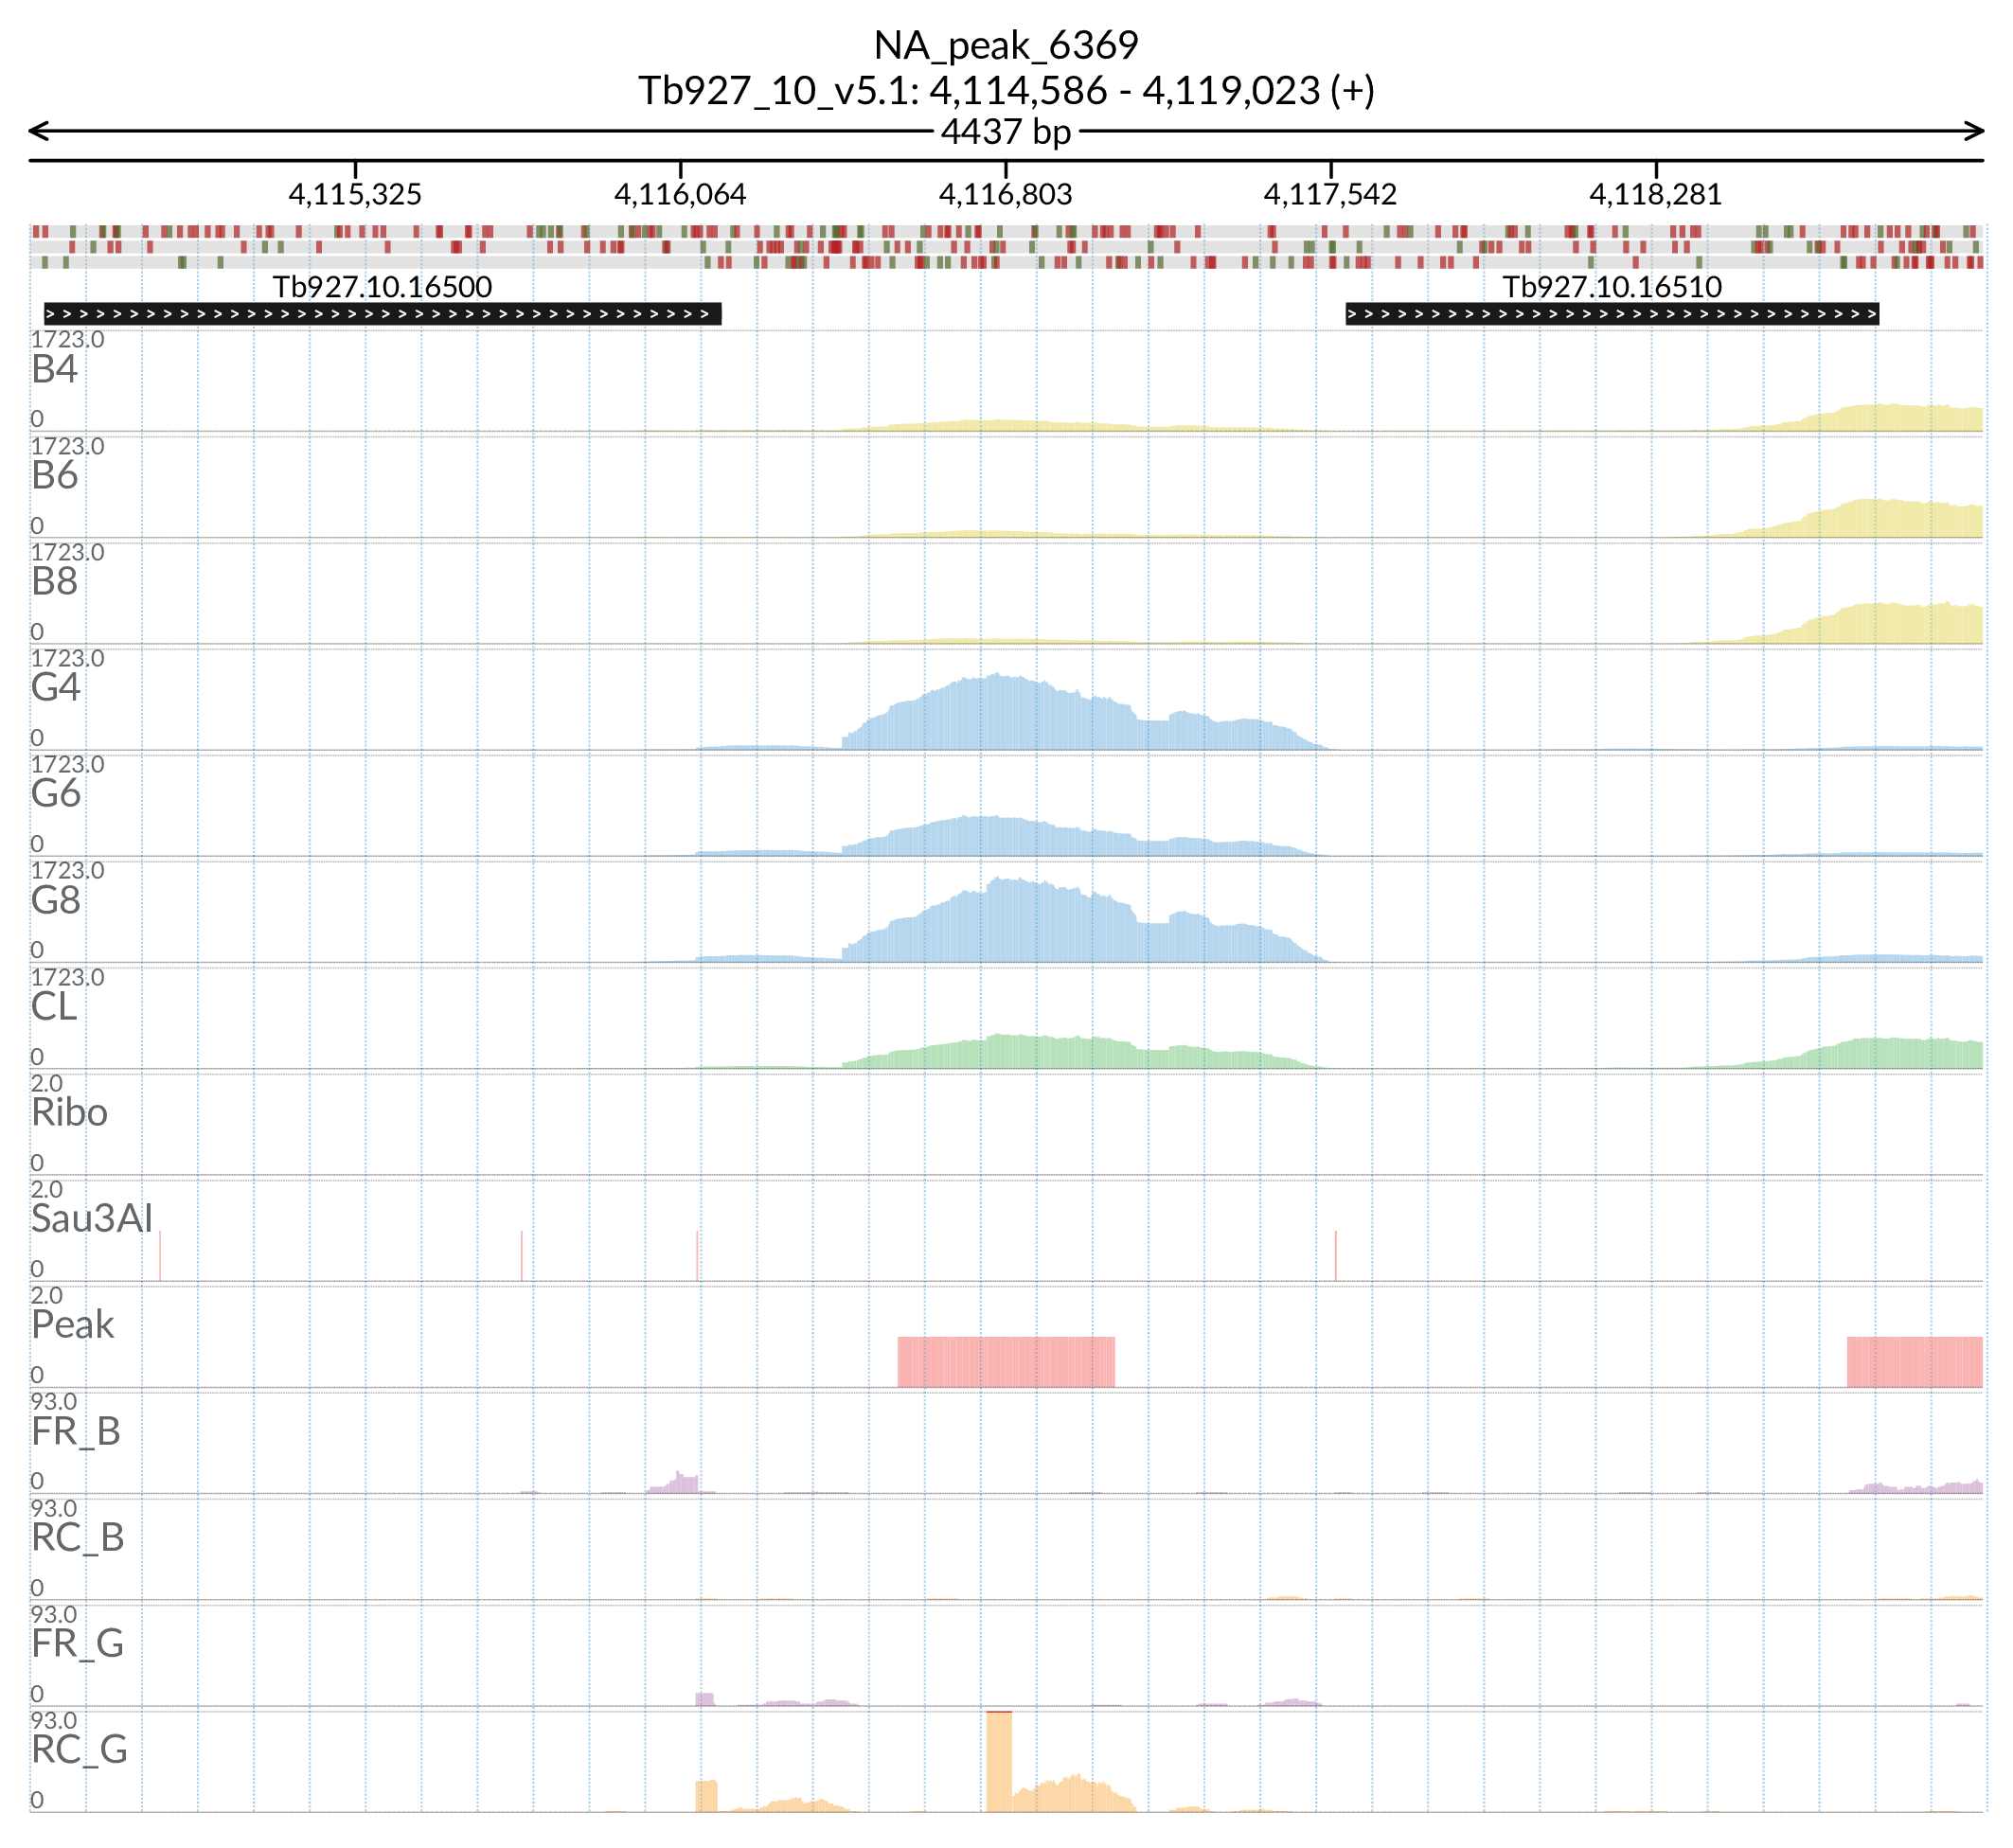 NA_peak_6369
Tb927_10_v5.1: 4,114,586 - 4,119,023 (+)
4437 bp
4,115,325 4,116,064 4,116,803 4,117,542 4,118,281
Tb927.10.16500 Tb927.10.16510
1723.0
B4
0
1723.0
B6
0
1723.0
B8
0
1723.0
G4
0
1723.0
G6
0
1723.0
G8
0
1723.0
CL
0
2.0
Ribo
0
2.0
Sau3AI
0
2.0
Peak
0
93.0
FR_B
0
93.0
RC_B
0
93.0
FR_G
0
93.0
RC_G
0